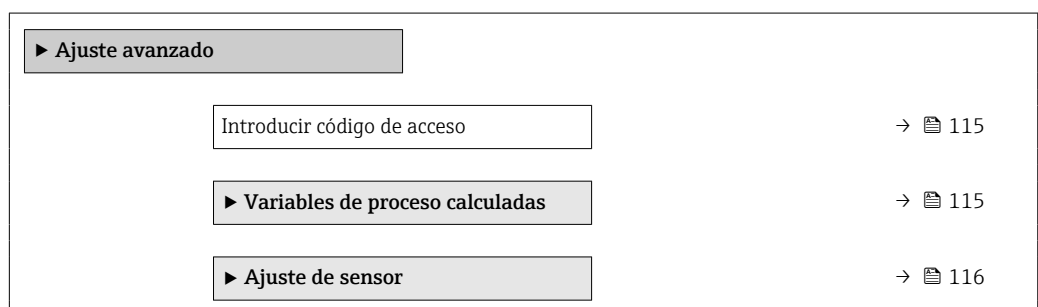 ▶ Ajuste avanzado
Introducir código de acceso → 115
▶ Variables de proceso calculadas → 115
▶ Ajuste de sensor → 116